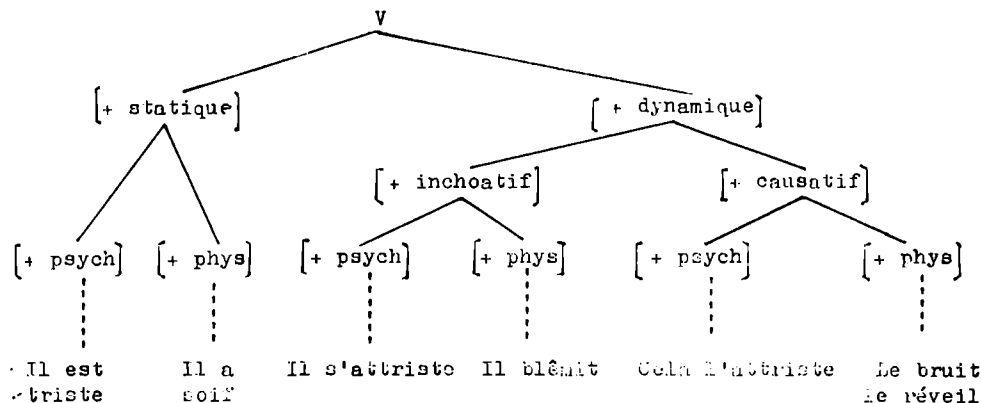 V
[+ statique] [+ dynamique]
[+ inchoatif] [+ causatif]
[+ psych] [+ phys] [+ psych] [+ phys] [+ psych] [+ phys]
Il est Il a Il s'attriste Il blêmit Cela l'attriste Le bruit
triste soif le réveil